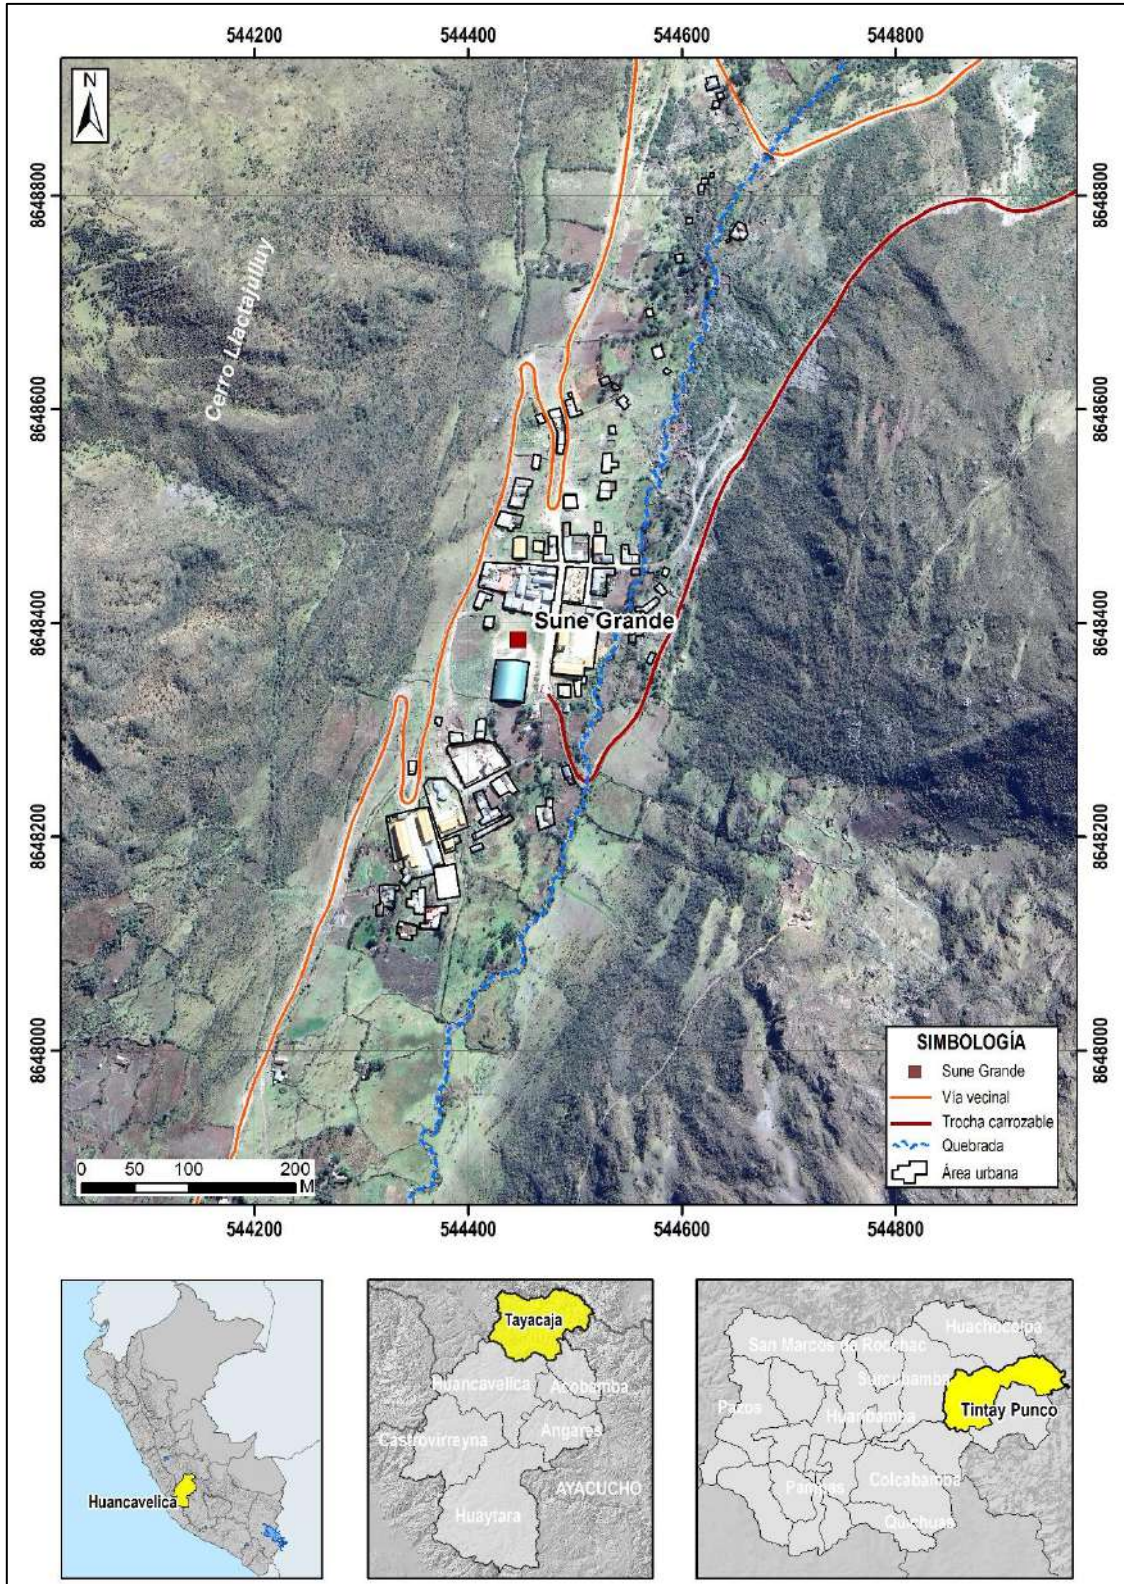 544200 544400 544600 544800
N
8648800 8648800
Cerro Llactajulluy
8648600 8648600
Sune Grande
8648400 8648400
8648200 8648200
8648000 8648000
SIMBOLOGÍA
Sune Grande
Vía vecinal
Trocha carrozable
Quebrada
Área urbana
0 50 100 200
M
544200 544400 544600 544800
Huancavelica
Tayacaja
Huancavelica
Acobamba
Angares
Castrovirreyna
AYACUCHO
Huaytara
Huachocolpa
San Marcos de Rocchac
Surcubamba
Pazos
Tintay Punco
Huaribamba
Colcabamba
Quichuas